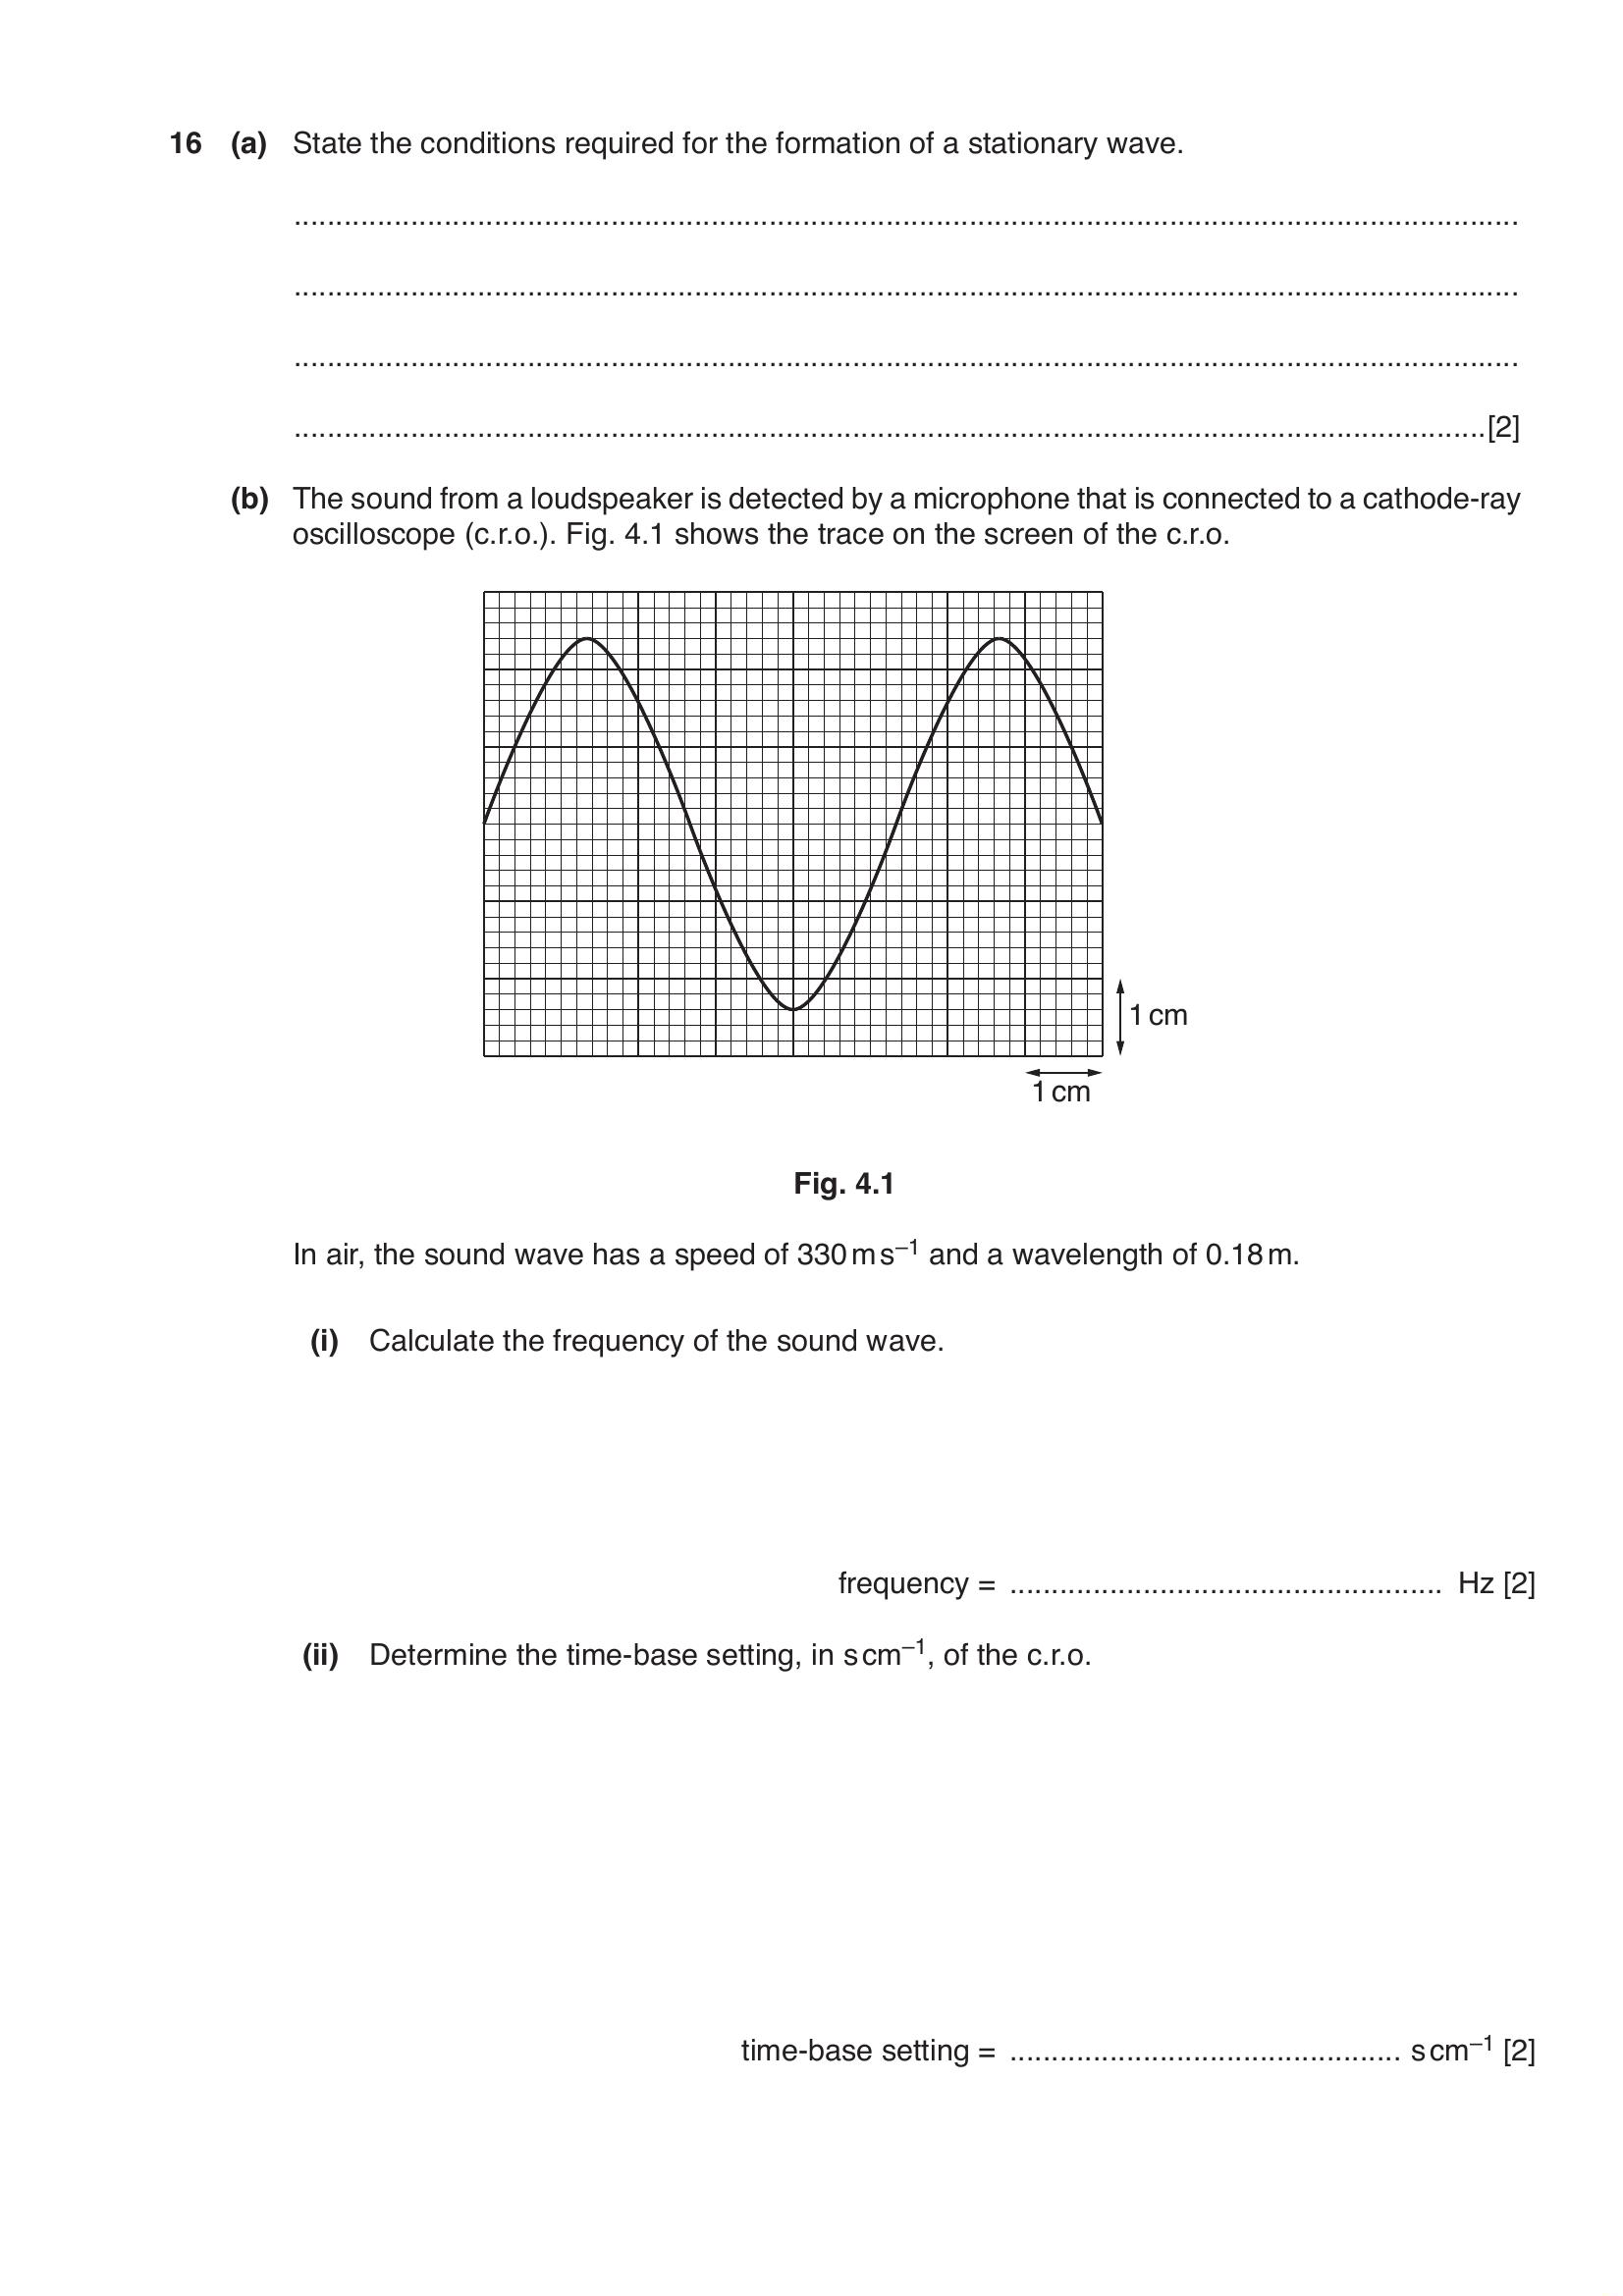 16 (a) State the conditions required for the formation of a stationary wave.
..........................................................................................
..........................................................................................
..........................................................................................
..........................................................................................[2]
(b) The sound from a loudspeaker is detected by a microphone that is connected to a cathode-ray
oscilloscope (c.r.o.). Fig. 4.1 shows the trace on the screen of the c.r.o.
1 cm
1 cm
Fig. 4.1
In air, the sound wave has a speed of 330 m s⁻¹ and a wavelength of 0.18 m.
(i) Calculate the frequency of the sound wave.
frequency = .................................................... Hz [2]
(ii) Determine the time-base setting, in s cm⁻¹, of the c.r.o.
time-base setting = ............................................... s cm⁻¹ [2]